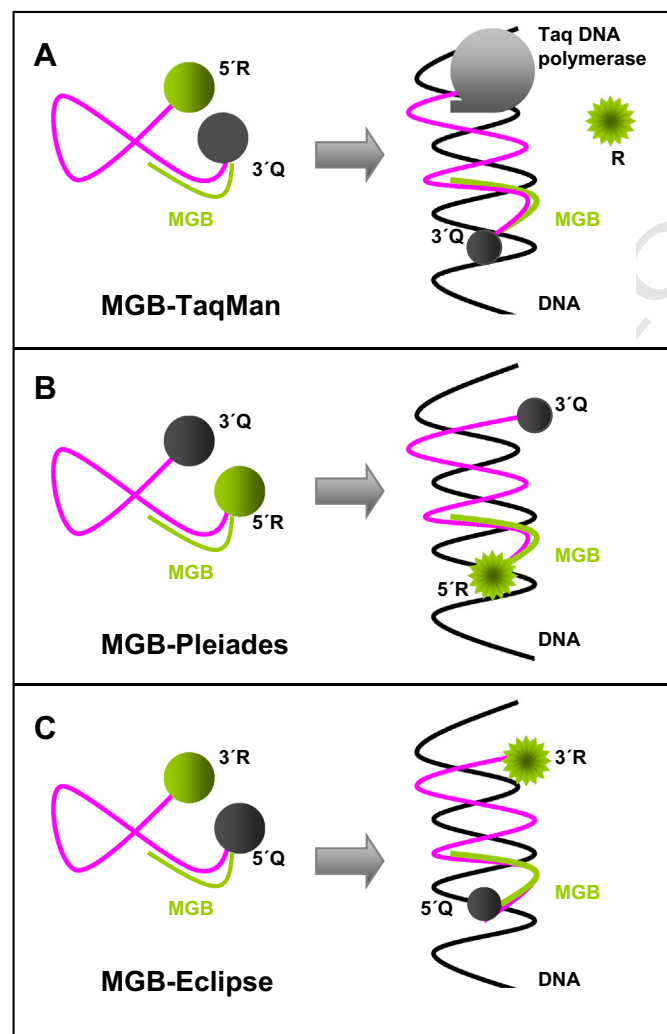 A
5´R
3´Q
MGB
MGB-TaqMan
Taq DNA
polymerase
R
MGB
3´Q
DNA
B
3´Q
5´R
MGB
MGB-Pleiades
3´Q
MGB
5´R
DNA
C
3´R
5´Q
MGB
MGB-Eclipse
3´R
MGB
5´Q
DNA